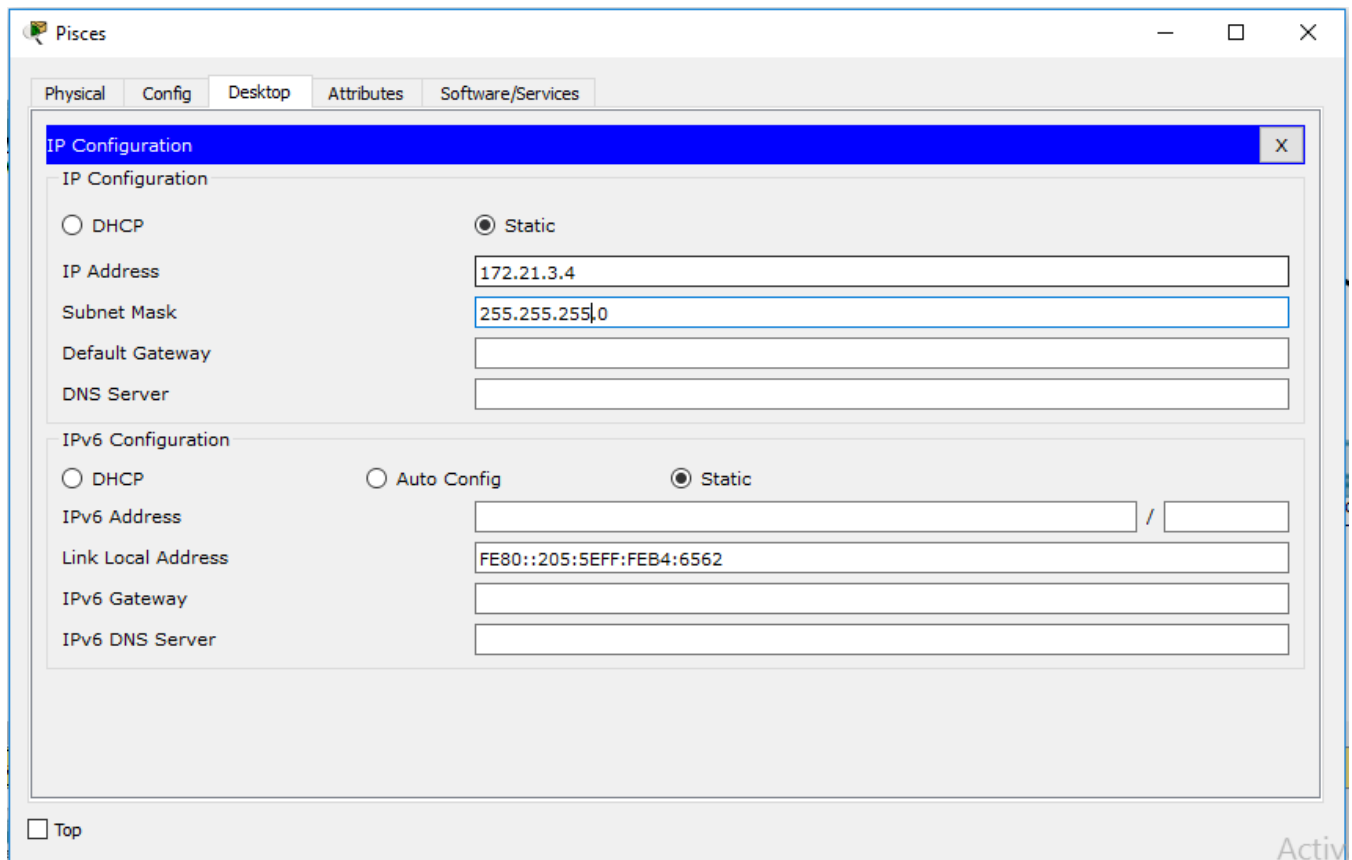 Pisces
Physical Config Desktop Attributes Software/Services
IP Configuration X
IP Configuration
DHCP Static
IP Address 172.21.3.4
Subnet Mask 255.255.255.0
Default Gateway
DNS Server
IPv6 Configuration
DHCP Auto Config Static
IPv6 Address /
Link Local Address FE80::205:5EFF:FEB4:6562
IPv6 Gateway
IPv6 DNS Server
Top
Activ